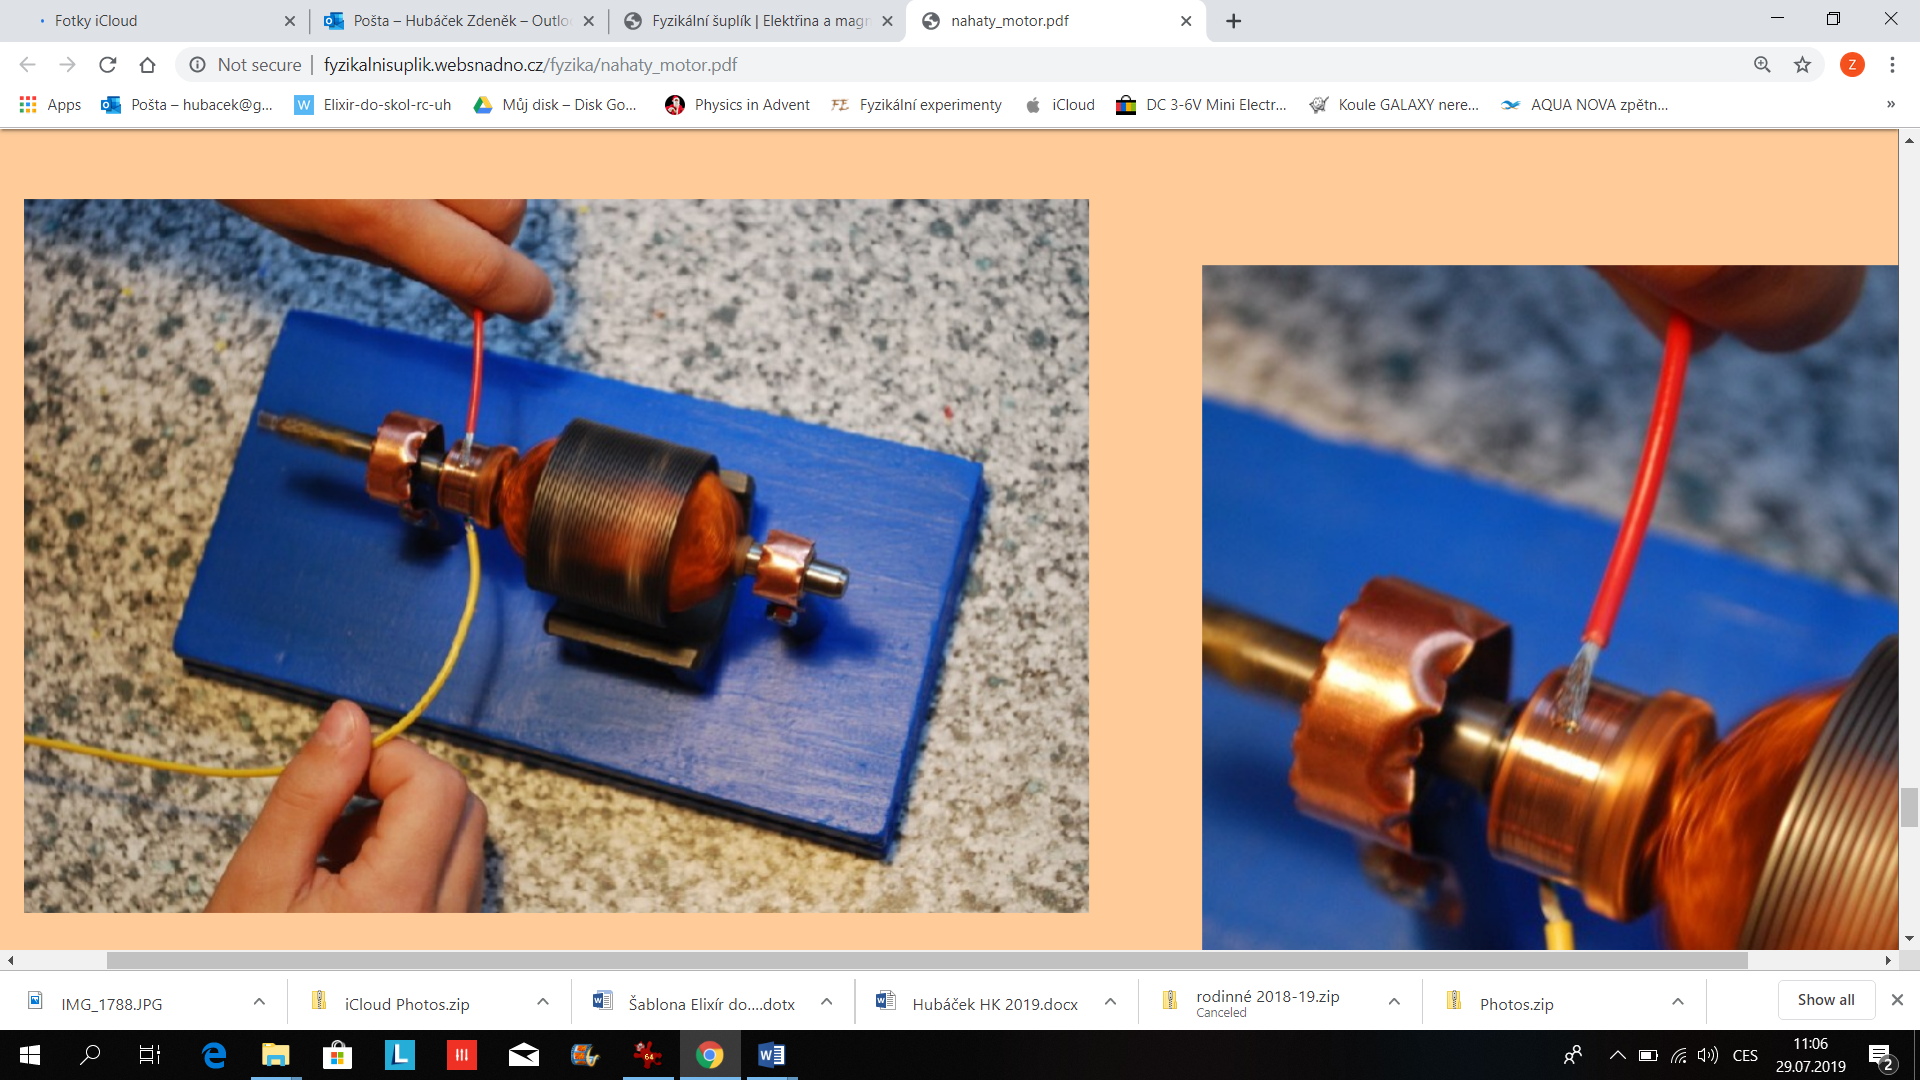 Fotky iCloud
Pošta – Hubáček Zdeněk – Outlo
Fyzikální šuplík | Elektřina a magn
nahaty_motor.pdf
Not secure | fyzikalnisuplik.websnadno.cz/fyzika/nahaty_motor.pdf
Z
Apps
Pošta – hubacek@g...
W
Elixir-do-skol-rc-uh
Můj disk – Disk Go...
Physics in Advent
FE
Fyzikální experimenty
iCloud
DC 3-6V Mini Electr...
Koule GALAXY nere...
AQUA NOVA zpětn...
»
IMG_1788.JPG
iCloud Photos.zip
Šablona Elixír do....dotx
Hubáček HK 2019.docx
rodinné 2018-19.zip
Canceled
Photos.zip
Show all
L
64
CES
11:06
29.07.2019
2